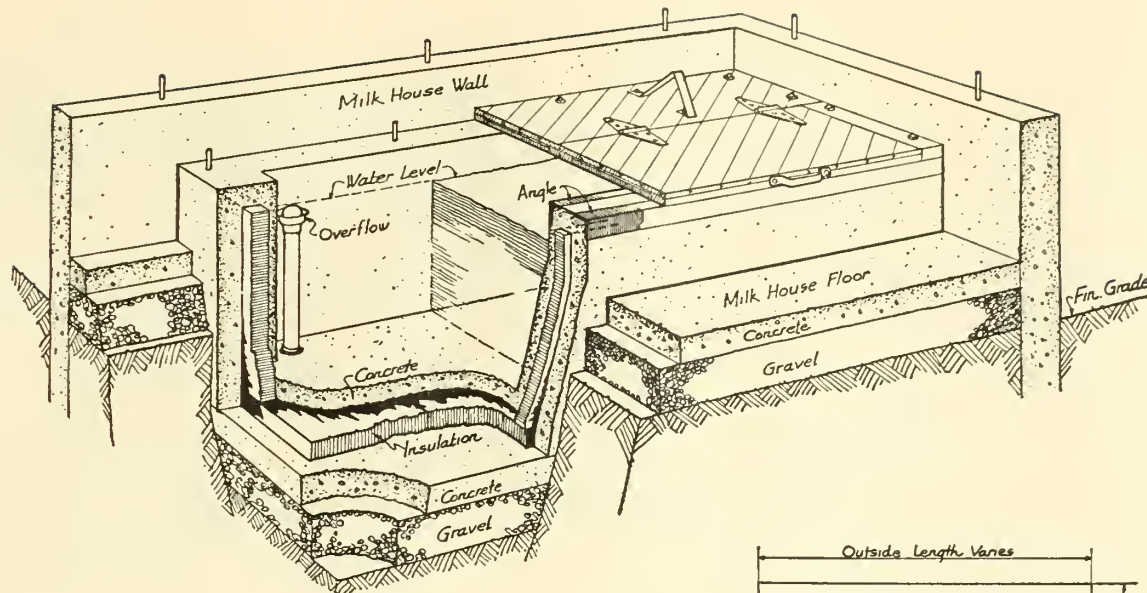 Milk House Wall
Water Level
Angle
Overflow
Milk House Floor
Fin. Grade
Concrete
Gravel
Concrete
Insulation
Concrete
Gravel
Outside Length Varies